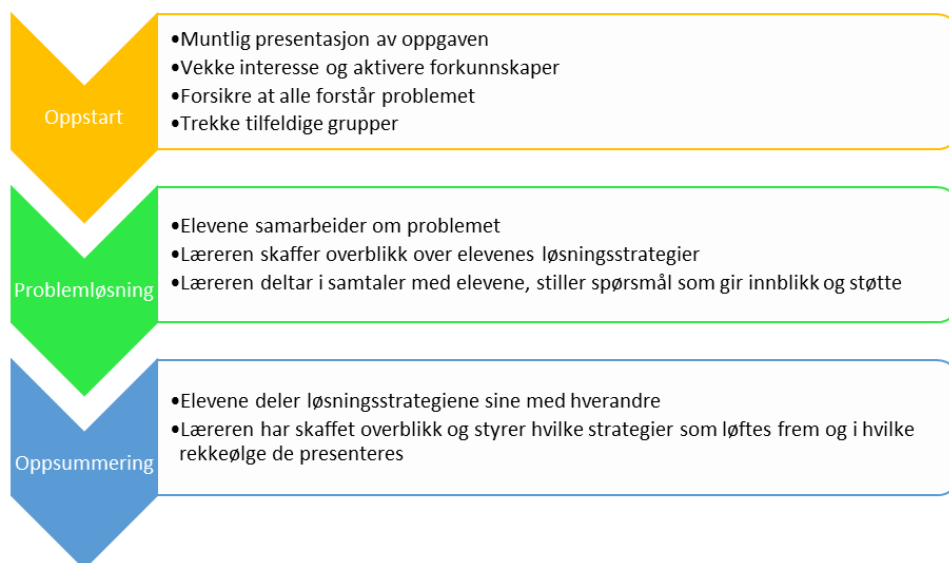 Oppstart
•Muntlig presentasjon av oppgaven
•Vekke interesse og aktivere forkunnskaper
•Forsikre at alle forstår problemet
•Trekke tilfeldige grupper
Problemløsning
•Elevene samarbeider om problemet
•Læreren skaffer overblikk over elevenes løsningsstrategier
•Læreren deltar i samtaler med elevene, stiller spørsmål som gir innblikk og støtte
Oppsummering
•Elevene deler løsningsstrategiene sine med hverandre
•Læreren har skaffet overblikk og styrer hvilke strategier som løftes frem og i hvilke
rekkeølge de presenteres